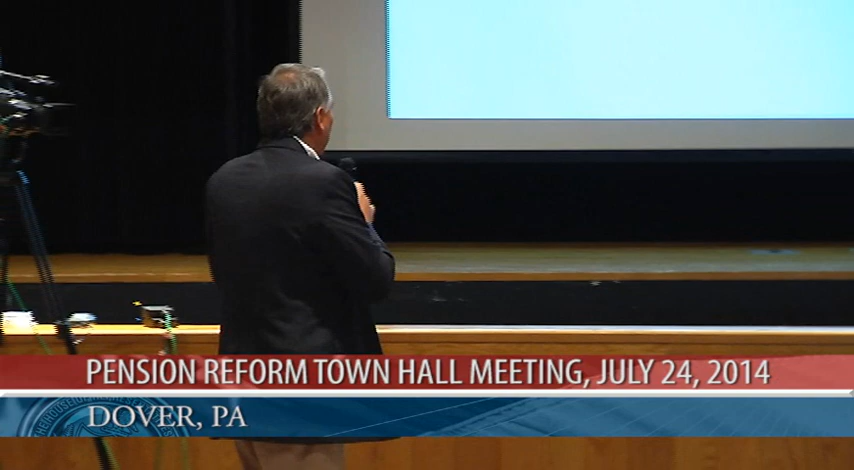 PENSION REFORM TOWN HALL MEETING, JULY 24, 2014
DOVER, PA